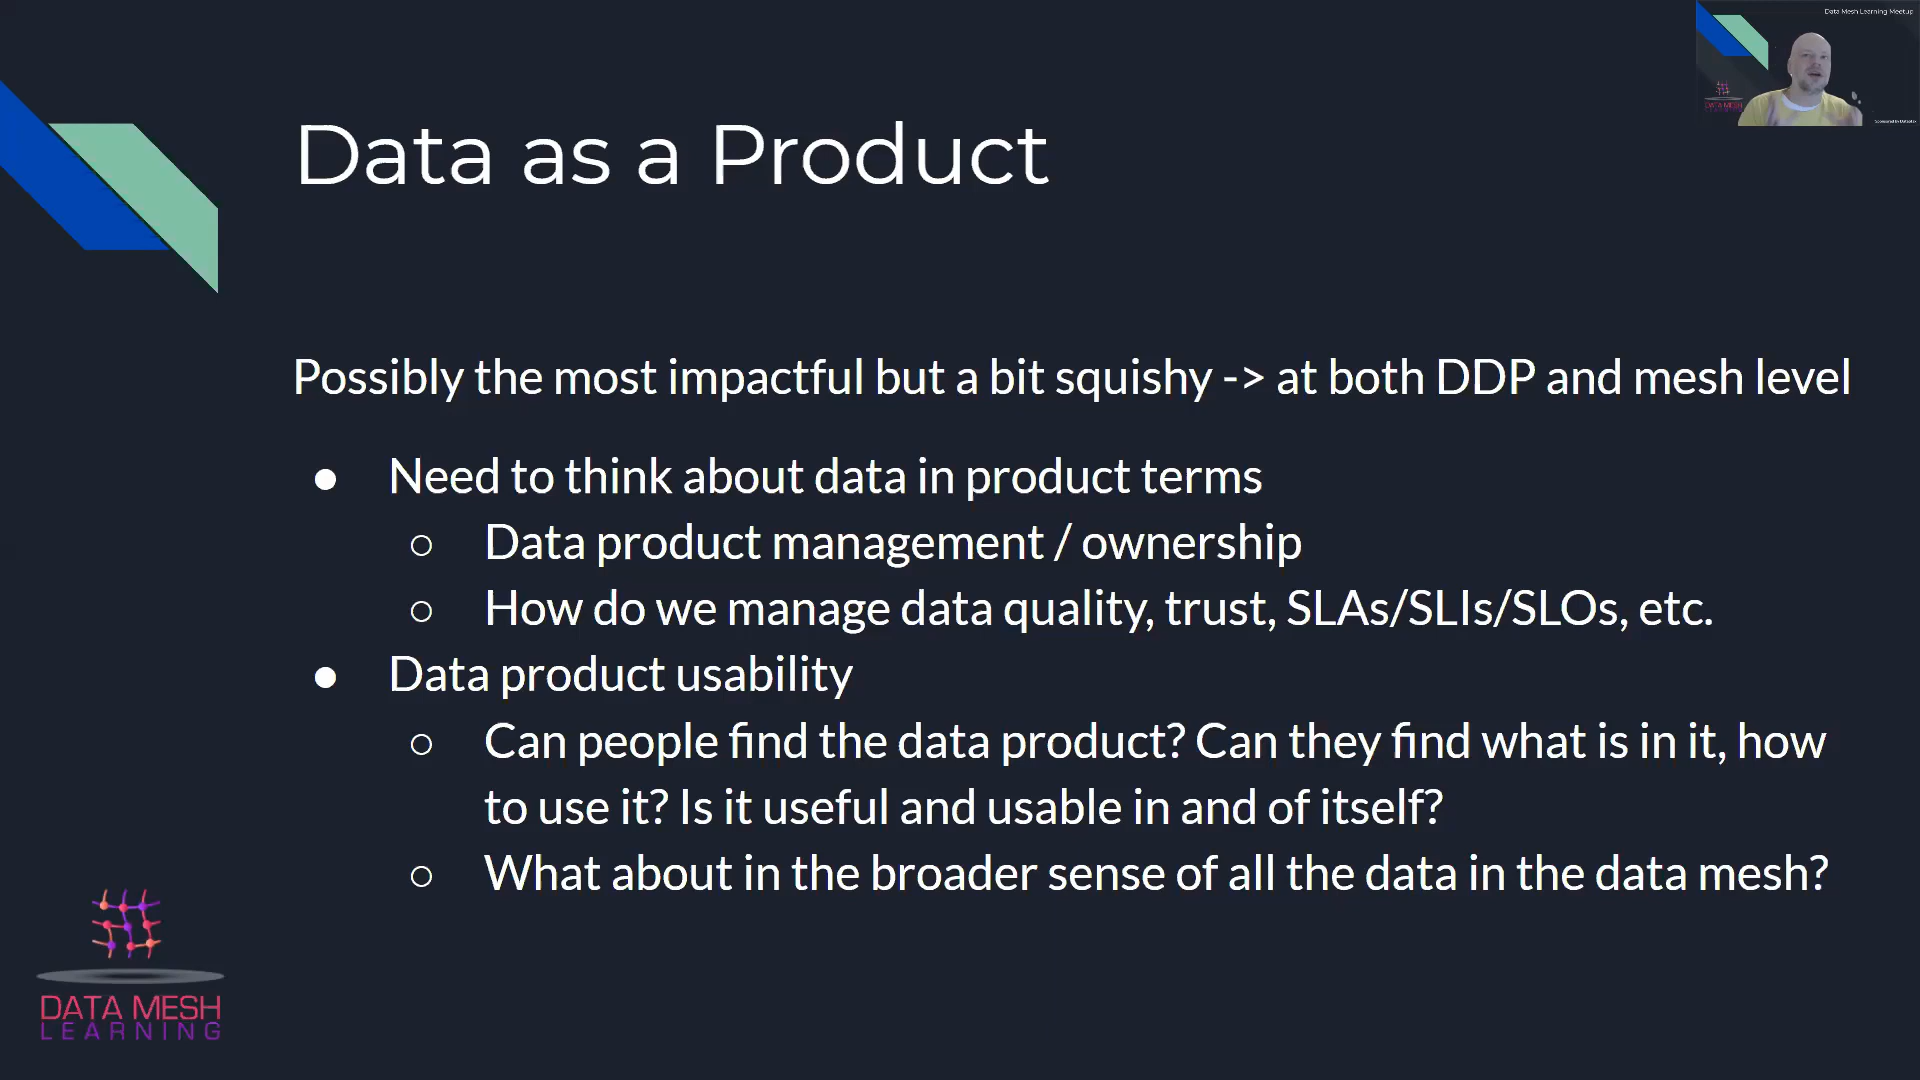 Data Mesh Learning Meetup
Data as a Product
Possibly the most impactful but a bit squishy -> at both DDP and mesh level
● Need to think about data in product terms
○ Data product management / ownership
○ How do we manage data quality, trust, SLAs/SLIs/SLOs, etc.
● Data product usability
○ Can people find the data product? Can they find what is in it, how
to use it? Is it useful and usable in and of itself?
○ What about in the broader sense of all the data in the data mesh?
DATA MESH
LEARNING